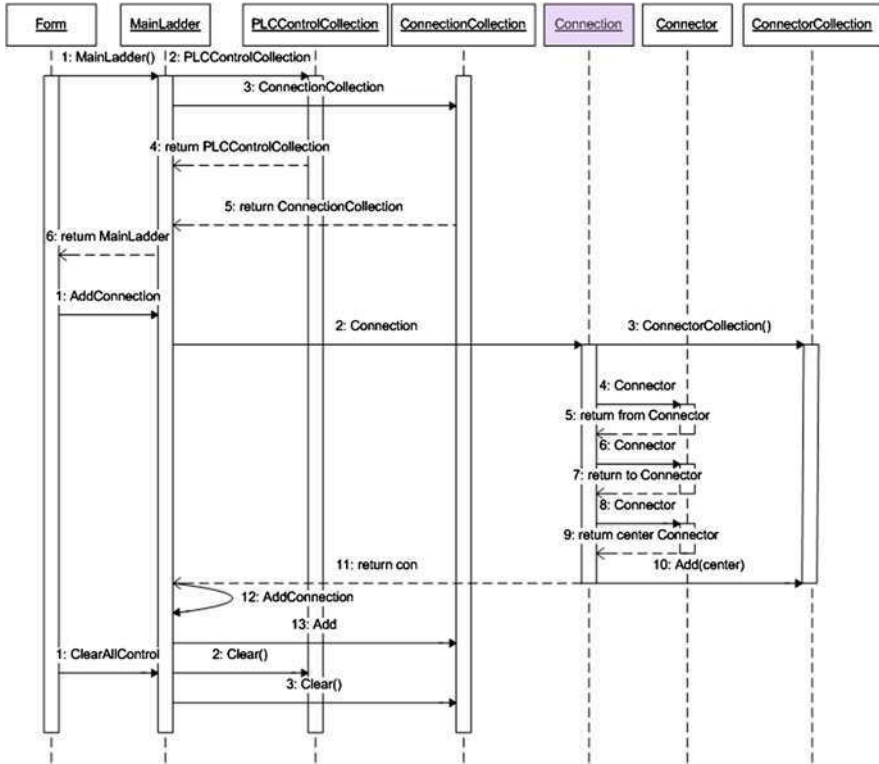 Form
MainLadder
PLCControlCollection
ConnectionCollection
Connection
Connector
ConnectorCollection
1: MainLadder()
2: PLCControlCollection
3: ConnectionCollection
4: return PLCControlCollection
5: return ConnectionCollection
6: return MainLadder
1: AddConnection
2: Connection
3: ConnectorCollection()
4: Connector
5: return from Connector
6: Connector
7: return to Connector
8: Connector
9: return center Connector
11: return con
10: Add(center)
12: AddConnection
13: Add
1: ClearAllControl
2: Clear()
3: Clear()